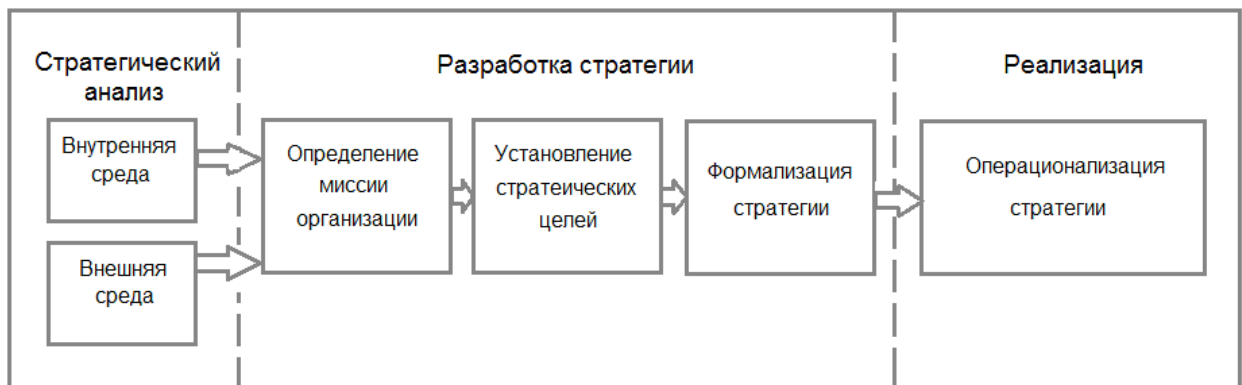 Стратегический
анализ
Внутренняя
среда
Внешняя
среда
Разработка стратегии
Определение
миссии
организации
Установление
стратеических
целей
Формализация
стратегии
Реализация
Операционализация
стратегии